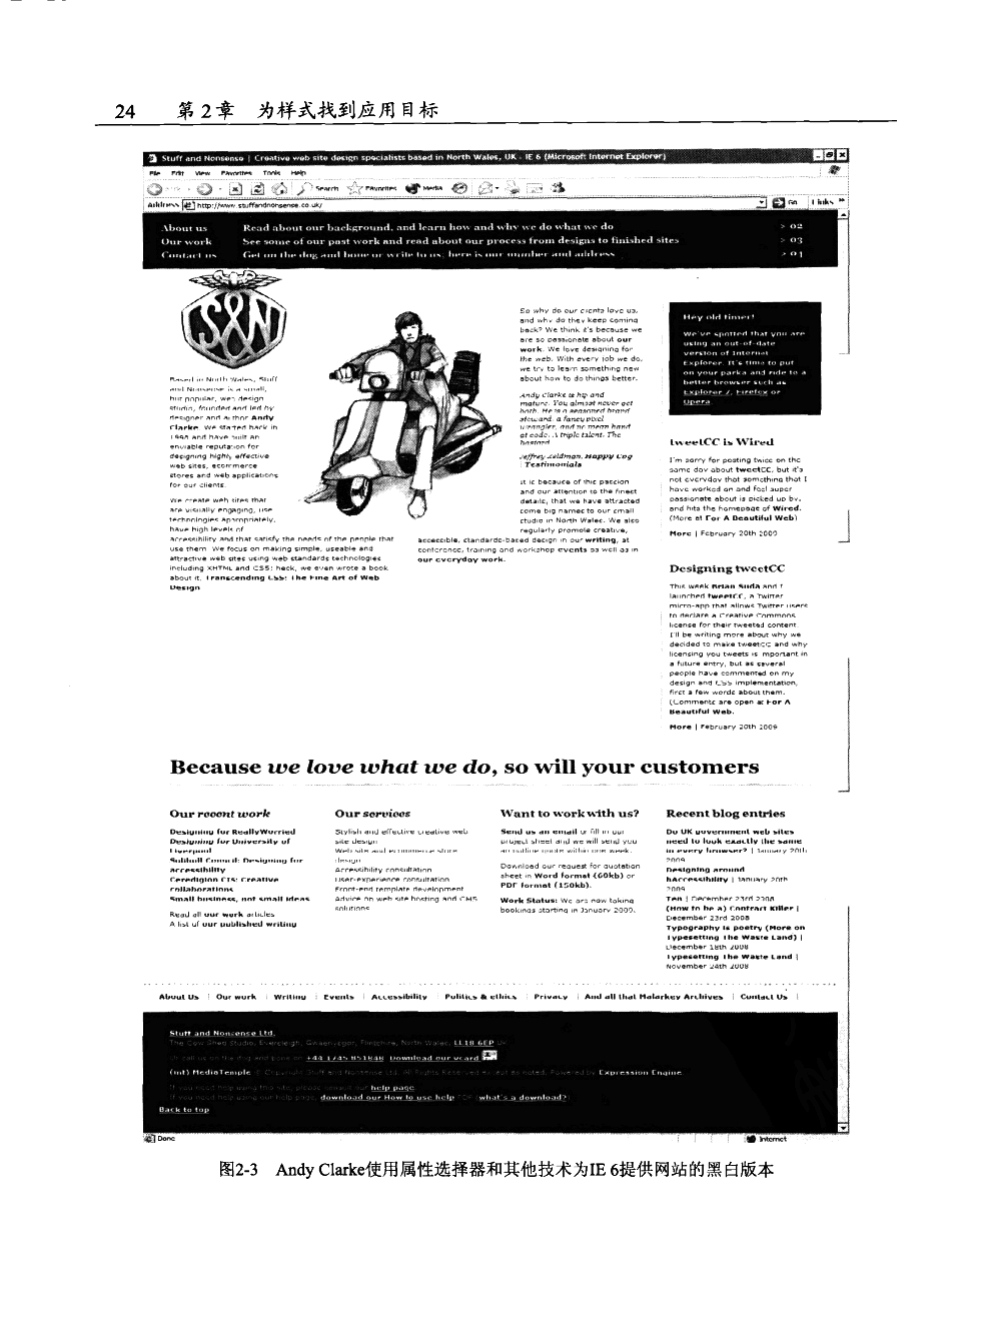 24 第2章 为样式找到应用目标
Stuff and Nonsense | Creative web site design specialists based in North Wales, UK - IE 6 (Microsoft Internet Explorer)
File Edit View Favorites Tools Help
Search Favorites Media
Address http://www.stuffandnonsense.co.uk/ Go Links »
About us Read about our background, and learn how and why we do what we do > 02
Our work See some of our past work and read about our process from designs to finished sites > 03
Contact us Get on the dog and bone or write to us, here is our number and address > 04
S&N
Based in North Wales, Stuff
and Nonsense is a small,
but popular, web design
studio, founded and led by
designer and author Andy
Clarke. We started back in
1998 and have built an
enviable reputation for
designing highly effective
web sites, ecommerce
stores and web applications
for our clients.
We create web sites that
are visually engaging, use
technologies appropriately,
have high levels of
accessibility and that satisfy the needs of the people that
use them. We focus on making simple, useable and
attractive web sites using web standards technologies
including XHTML and CSS; heck, we even wrote a book
about it, Transcending CSS: The Fine Art of Web
Design
So why do our clients love us,
and why do they keep coming
back? We think it's because we
are so passionate about our
work. We love designing for
the web. With every job we do,
we try to learn something new
about how to do things better.
Andy Clarke is hip and
mature. You almost never get
both. He is a seasoned brand
steward, a fancy pixel
wrangler, and no mean hand
at code. A triple talent. The
bastard
Jeffrey Zeldman, Happy Cog
Testimonials
It is because of this passion
and our attention to the finest
details, that we have attracted
some big names to our small
studio in North Wales. We also
regularly promote creative,
accessible, standards-based design in our writing, at
conference, training and workshop events as well as in
our everyday work.
Hey old timer!
We've spotted that you are
using an out-of-date
version of Internet
Explorer. It's time to put
on your parka and ride to a
better browser such as
Explorer 7, Firefox or
Opera.
tweetCC is Wired
I'm sorry for posting twice on the
same day about tweetCC, but it's
not everyday that something that I
have worked on and feel super
passionate about is picked up by,
and hits the homepage of Wired.
(More at For A Beautiful Web)
More | February 20th 2009
Designing tweetCC
This week Brian Suda and I
launched tweetCC, a Twitter
micro-app that allows Twitter users
to declare a Creative Commons
license for their tweeted content.
I'll be writing more about why we
decided to make tweetCC and why
licensing you tweets is important in
a future entry, but as several
people have commented on my
design and CSS implementation,
first a few words about them.
(Comments are open at For A
Beautiful Web.
More | February 20th 2009
Because we love what we do, so will your customers
Our recent work
Designing for ReallyWorried
Designing for University of
Liverpool
Solihull Council: Designing for
accessibility
Ceredigion CTS: Creative
collaborations
Small business, not small ideas
Read all our work articles
A list of our published writing
Our services
Stylish and effective creative web
site design
Web site and ecommerce store
design
Accessibility consultation
User-experience consultation
Front-end template development
Advice on web site hosting and CMS
solutions
Want to work with us?
Send us an email or fill in our
project sheet and we will send you
an outline route within one week.
Download our request for quotation
sheet in Word format (60kb) or
PDF format (150kb).
Work Status: We are now taking
bookings starting in January 2009.
Recent blog entries
Do UK government web sites
need to look exactly the same
in every browser? | January 20th
2009
Designing around
hAccessibility | January 20th
2009
Ten | December 23rd 2008
(How to be a) Contract Killer |
December 23rd 2008
Typography is poetry (More on
Typesetting The Waste Land) |
December 18th 2008
Typesetting The Waste Land |
November 24th 2008
About Us | Our work | Writing | Events | Accessibility | Politics & ethics | Privacy | And all that Malarkey Archives | Contact Us |
Stuff and Nonsense Ltd.
The Cow Shed Studio, North Wales LL18 6EP UK
Or call us on the dog and bone on +44 1745 851848 Download our vcard
(mt) MediaTemple © Copyright Stuff and Nonsense Ltd. All Rights Reserved except as noted. Powered by Expression Engine
If you need help using this site, please consult our help page
If you need help using our help page, download our How to use help PDF (what's a download?)
Back to top
Done Internet
图2-3 Andy Clarke使用属性选择器和其他技术为IE 6提供网站的黑白版本